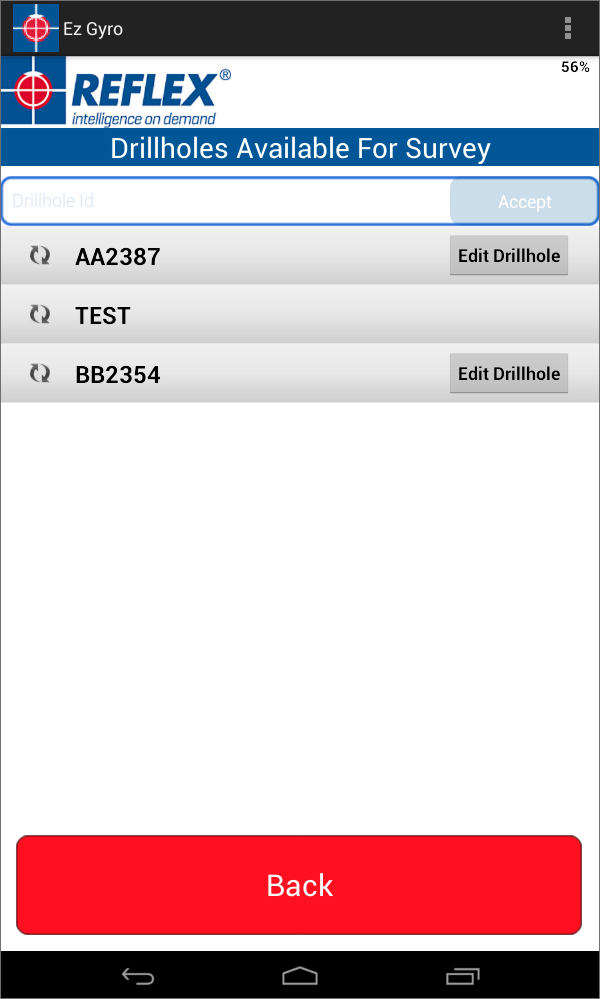 Ez Gyro
56%
REFLEX®
intelligence on demand
Drillholes Available For Survey
Drillhole Id
Accept
AA2387
Edit Drillhole
TEST
BB2354
Edit Drillhole
Back